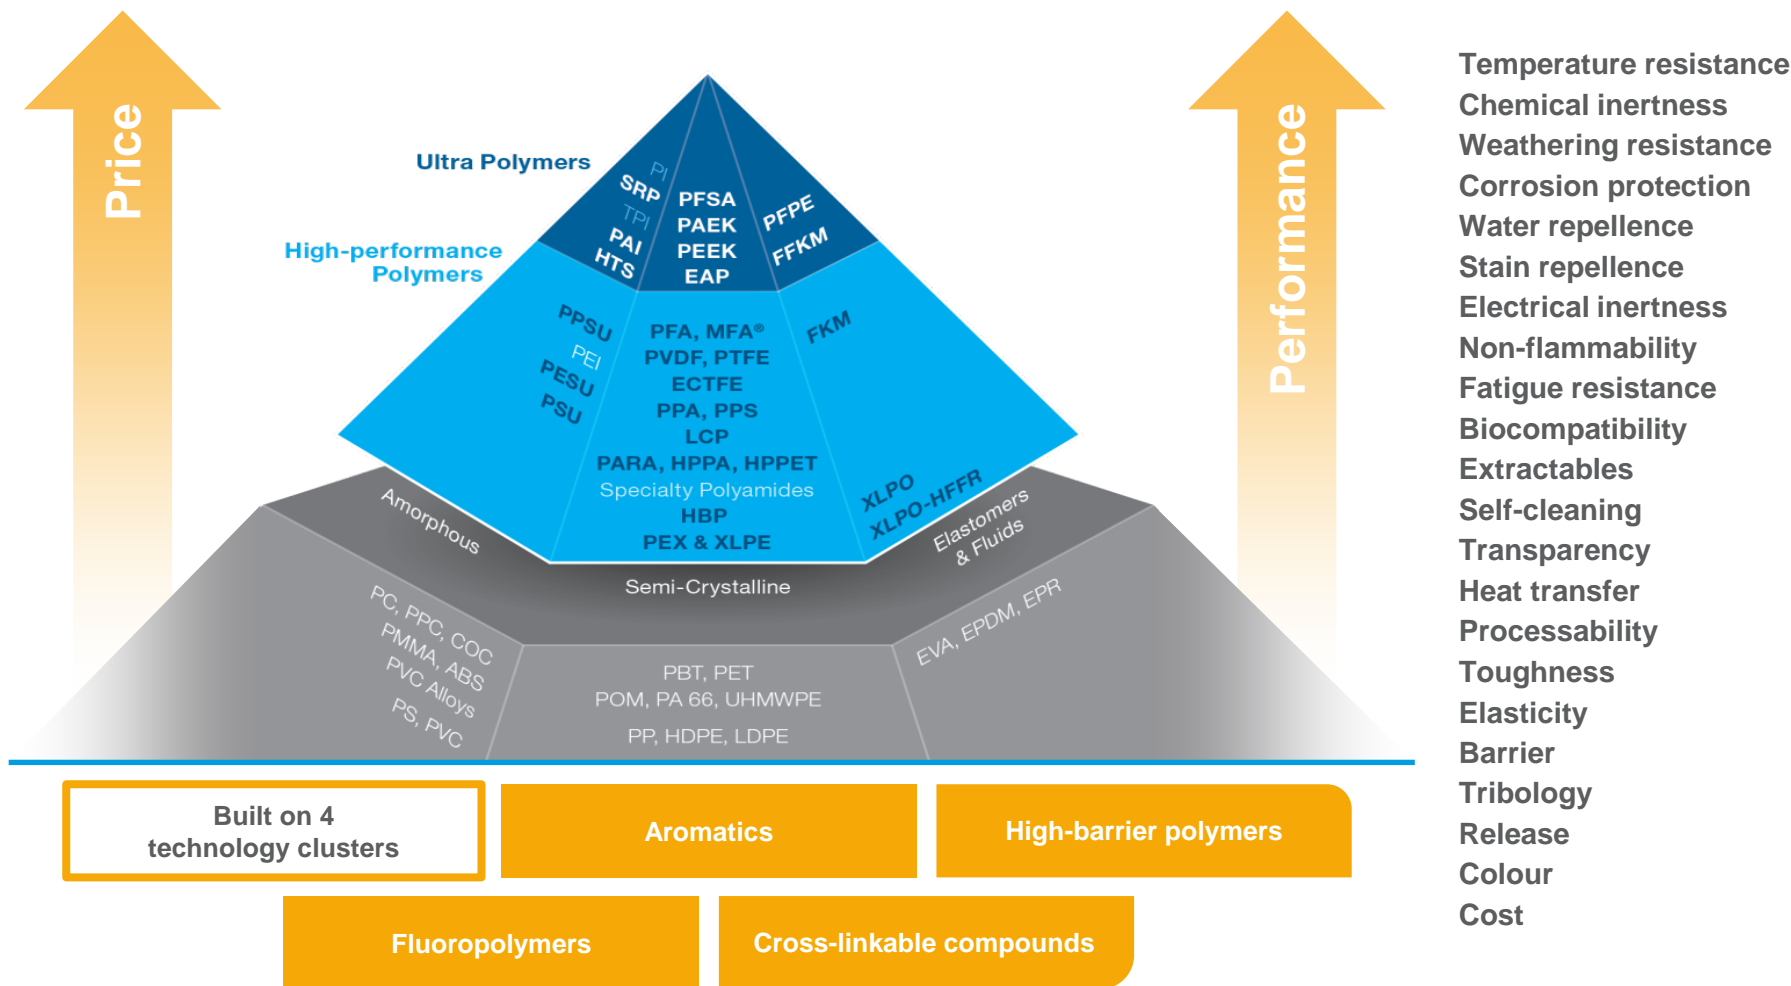 Price
Performance
Ultra Polymers
High-performance
Polymers
PI
SRP
TPI
PAI
HTS
PFSA
PAEK
PEEK
EAP
PFPE
FFKM
PPSU
PEI
PESU
PSU
PFA, MFA®
PVDF, PTFE
ECTFE
PPA, PPS
LCP
PARA, HPPA, HPPET
Specialty Polyamides
HBP
PEX & XLPE
FKM
XLPO
XLPO-HFFR
Amorphous
Semi-Crystalline
Elastomers
& Fluids
PC, PPC, COC
PMMA, ABS
PVC Alloys
PS, PVC
PBT, PET
POM, PA 66, UHMWPE
PP, HDPE, LDPE
EVA, EPDM, EPR
Built on 4
technology clusters
Aromatics
High-barrier polymers
Fluoropolymers
Cross-linkable compounds
Temperature resistance
Chemical inertness
Weathering resistance
Corrosion protection
Water repellence
Stain repellence
Electrical inertness
Non-flammability
Fatigue resistance
Biocompatibility
Extractables
Self-cleaning
Transparency
Heat transfer
Processability
Toughness
Elasticity
Barrier
Tribology
Release
Colour
Cost